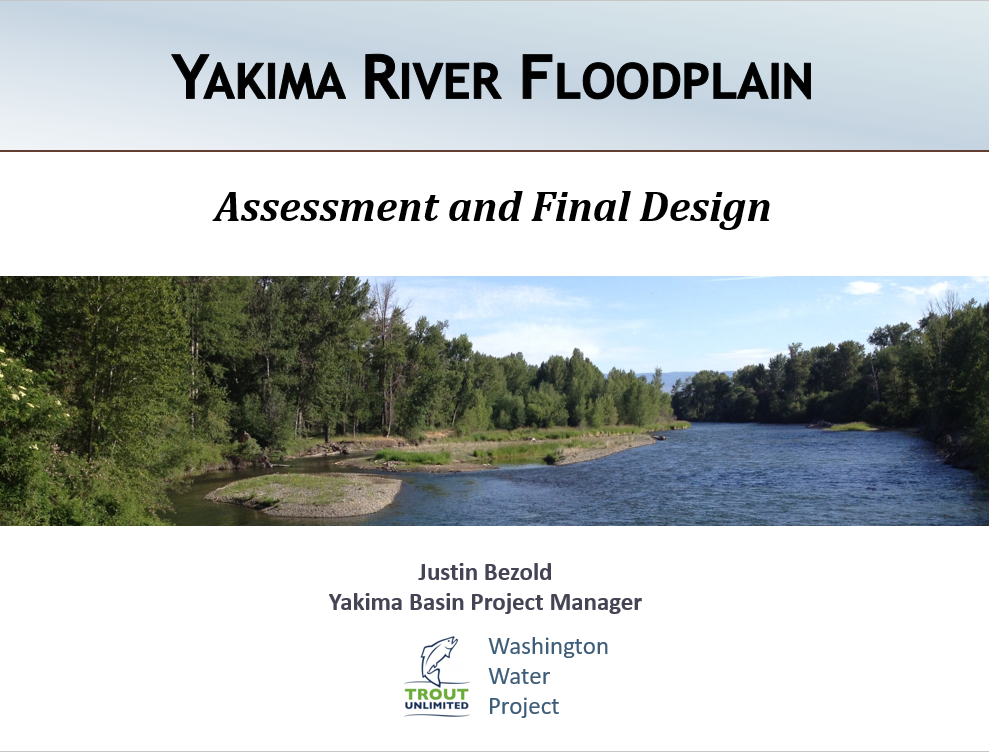 YAKIMA RIVER FLOODPLAIN
Assessment and Final Design
Justin Bezold
Yakima Basin Project Manager
TROUT
UNLIMITED
Washington
Water
Project